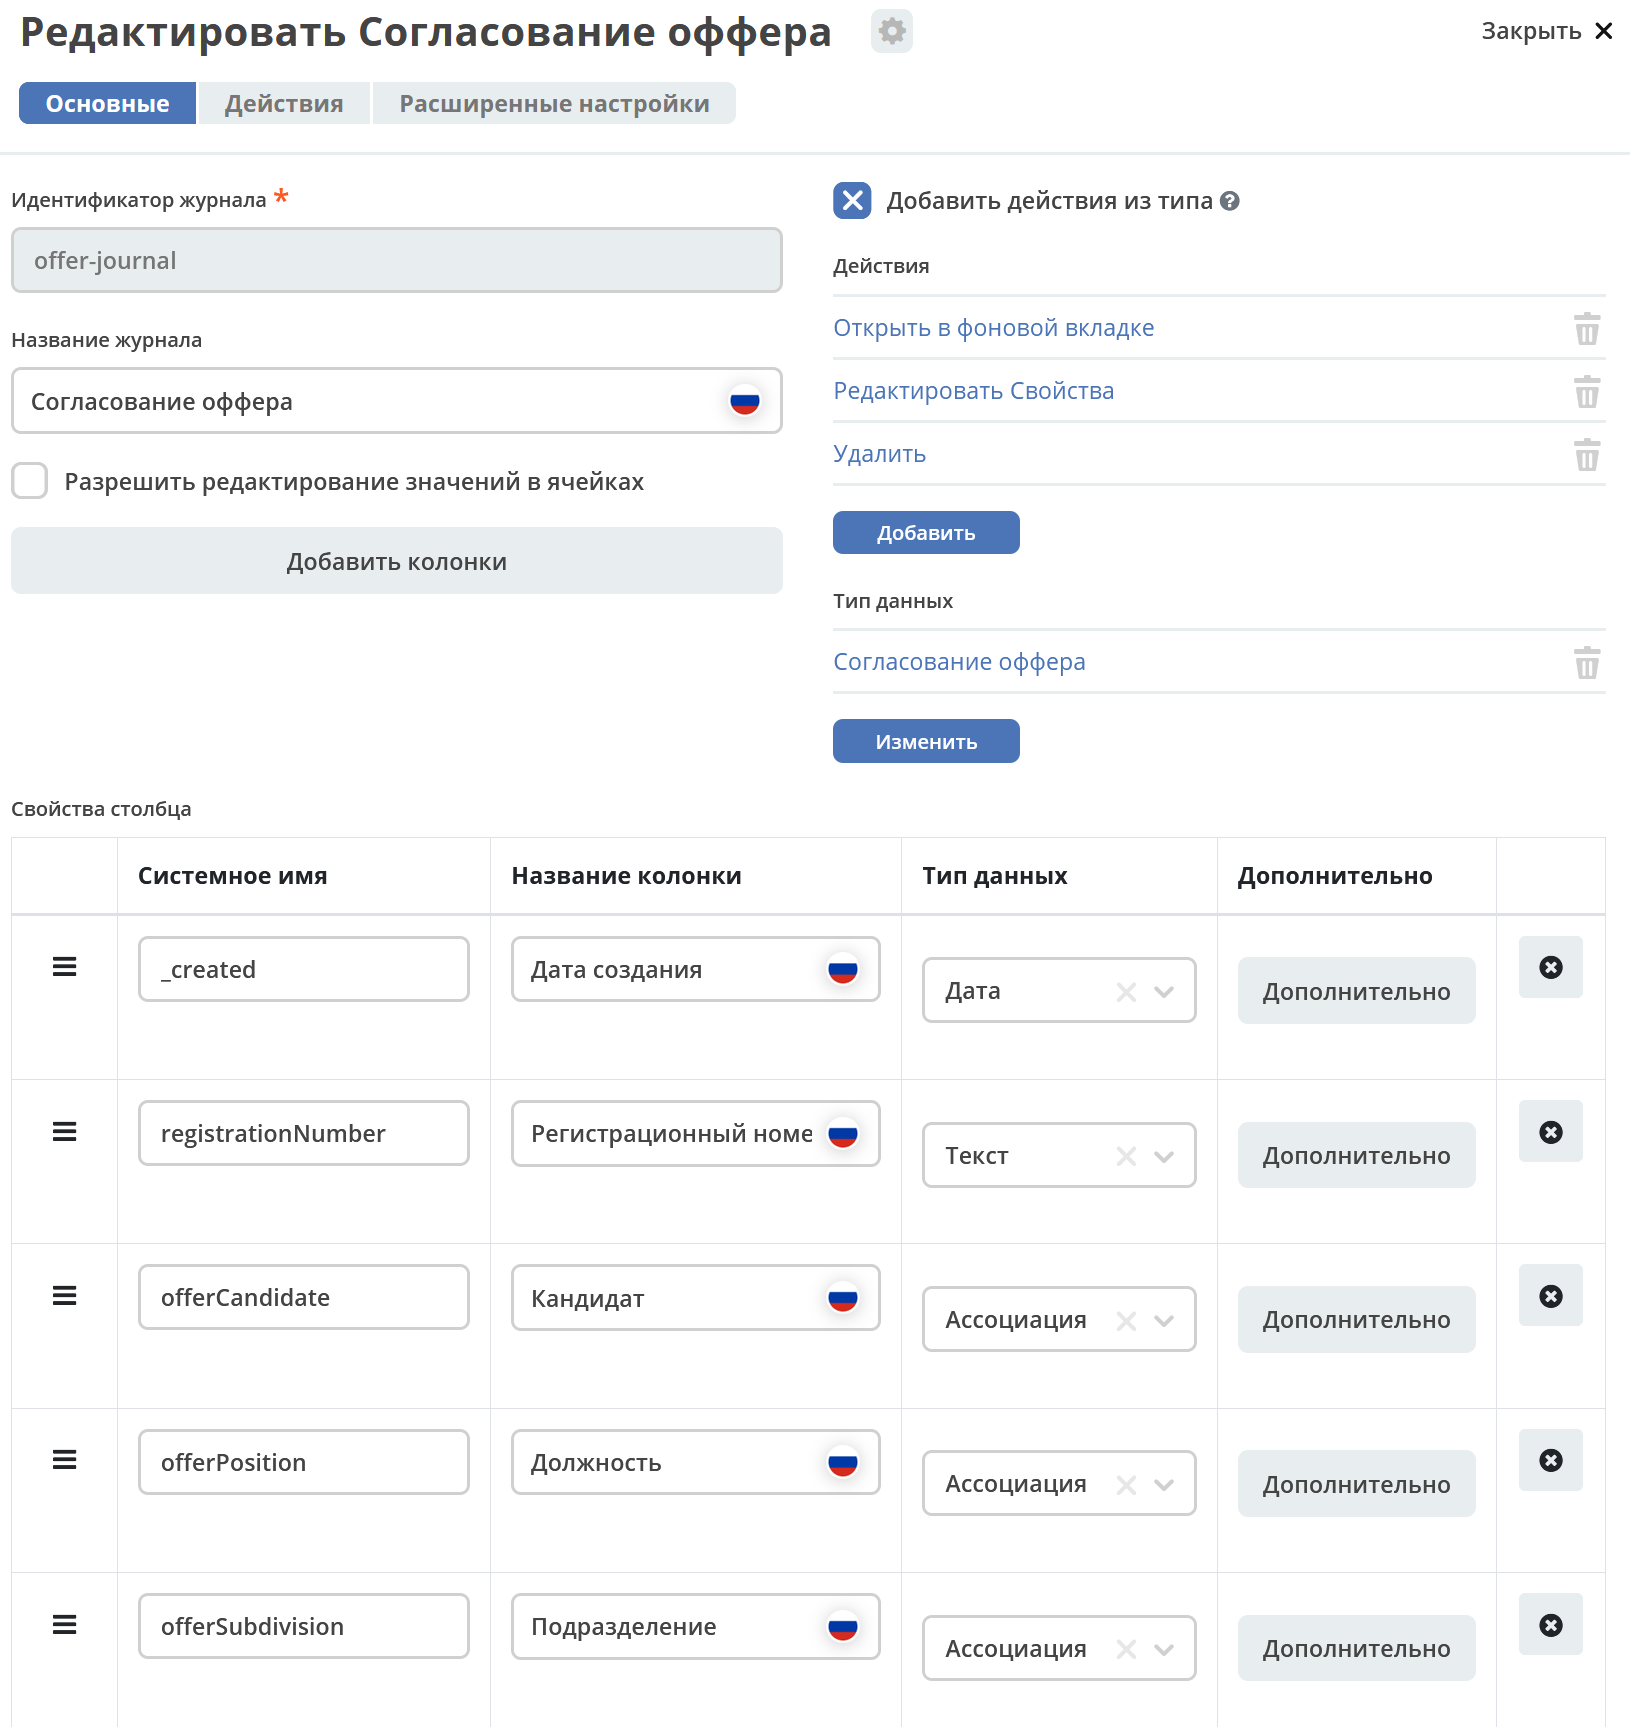 Редактировать Согласование оффера
Закрыть
Основные
Действия
Расширенные настройки
Идентификатор журнала *
offer-journal
Название журнала
Согласование оффера
Разрешить редактирование значений в ячейках
Добавить колонки
Добавить действия из типа
Действия
Открыть в фоновой вкладке
Редактировать Свойства
Удалить
Добавить
Тип данных
Согласование оффера
Изменить
Свойства столбца
Системное имя Название колонки Тип данных Дополнительно
_created Дата создания Дата Дополнительно
registrationNumber Регистрационный номе Текст Дополнительно
offerCandidate Кандидат Ассоциация Дополнительно
offerPosition Должность Ассоциация Дополнительно
offerSubdivision Подразделение Ассоциация Дополнительно